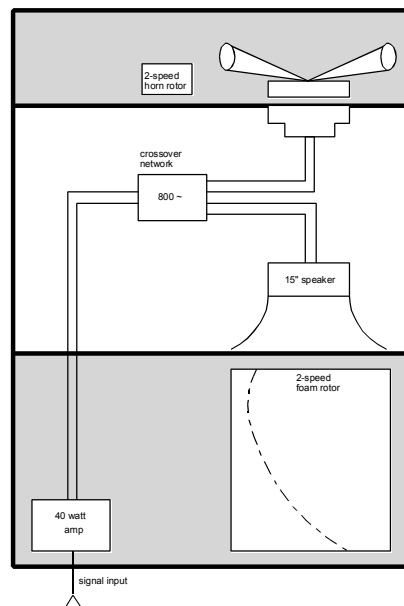 2-speed
horn rotor
crossover
network
800 ~
15" speaker
2-speed
foam rotor
40 watt
amp
signal input